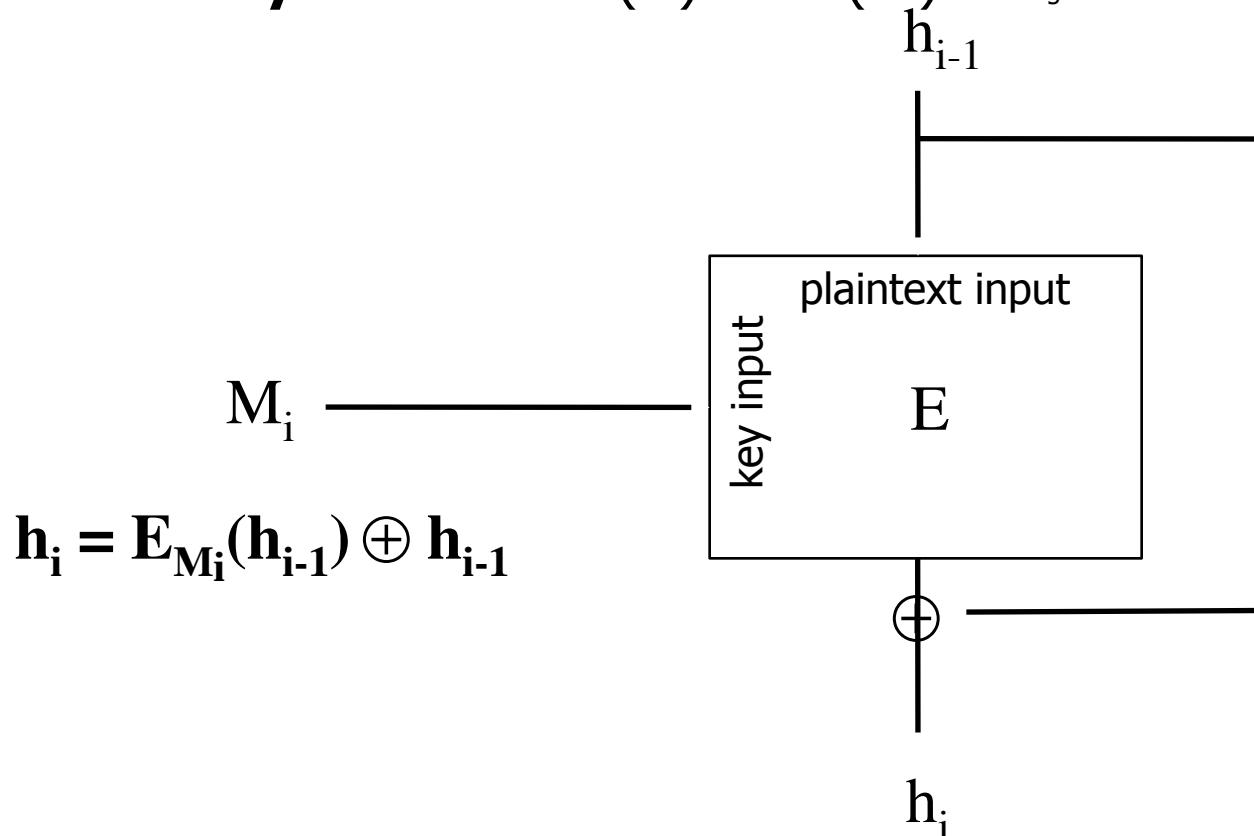 h_{i-1}
plaintext input
key input
E
M_i
h_i = E_{M_i}(h_{i-1}) ⊕ h_{i-1}
h_i